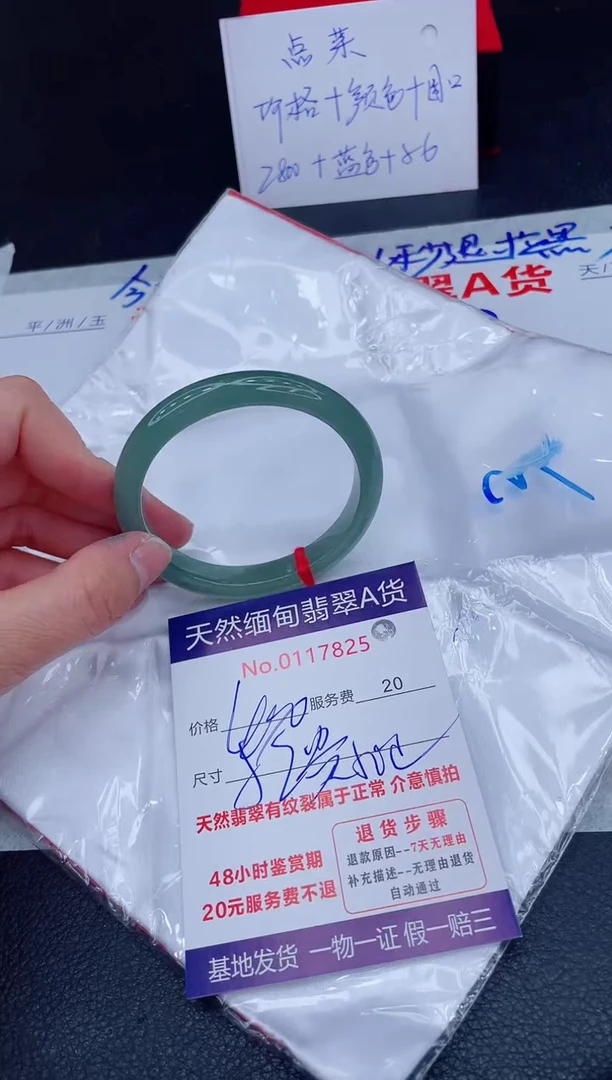 点菜
价格+颜色+圈口
2800+蓝色+56
翠A货
平/洲/玉
天然缅甸翡翠A货
No.0117825
价格 服务费 20
尺寸
天然翡翠有纹裂属于正常 介意慎拍
48小时鉴赏期
20元服务费不退
退货步骤
退款原因--7天无理由
补充描述--无理由退货
自动通过
基地发货 一物一证 假一赔三